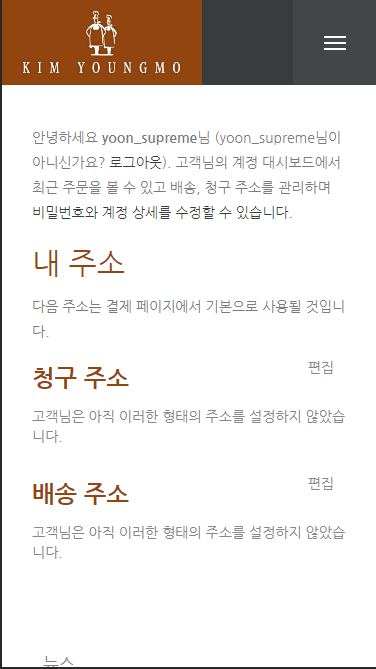 KIM YOUNGMO
안녕하세요 yoon_supreme님 (yoon_supreme님이
아니신가요? 로그아웃). 고객님의 계정 대시보드에서
최근 주문을 볼 수 있고 배송, 청구 주소를 관리하며
비밀번호와 계정 상세를 수정할 수 있습니다.
내 주소
다음 주소는 결제 페이지에서 기본으로 사용될 것입니
다.
청구 주소
편집
고객님은 아직 이러한 형태의 주소를 설정하지 않았습
니다.
배송 주소
편집
고객님은 아직 이러한 형태의 주소를 설정하지 않았습
니다.
뉴스